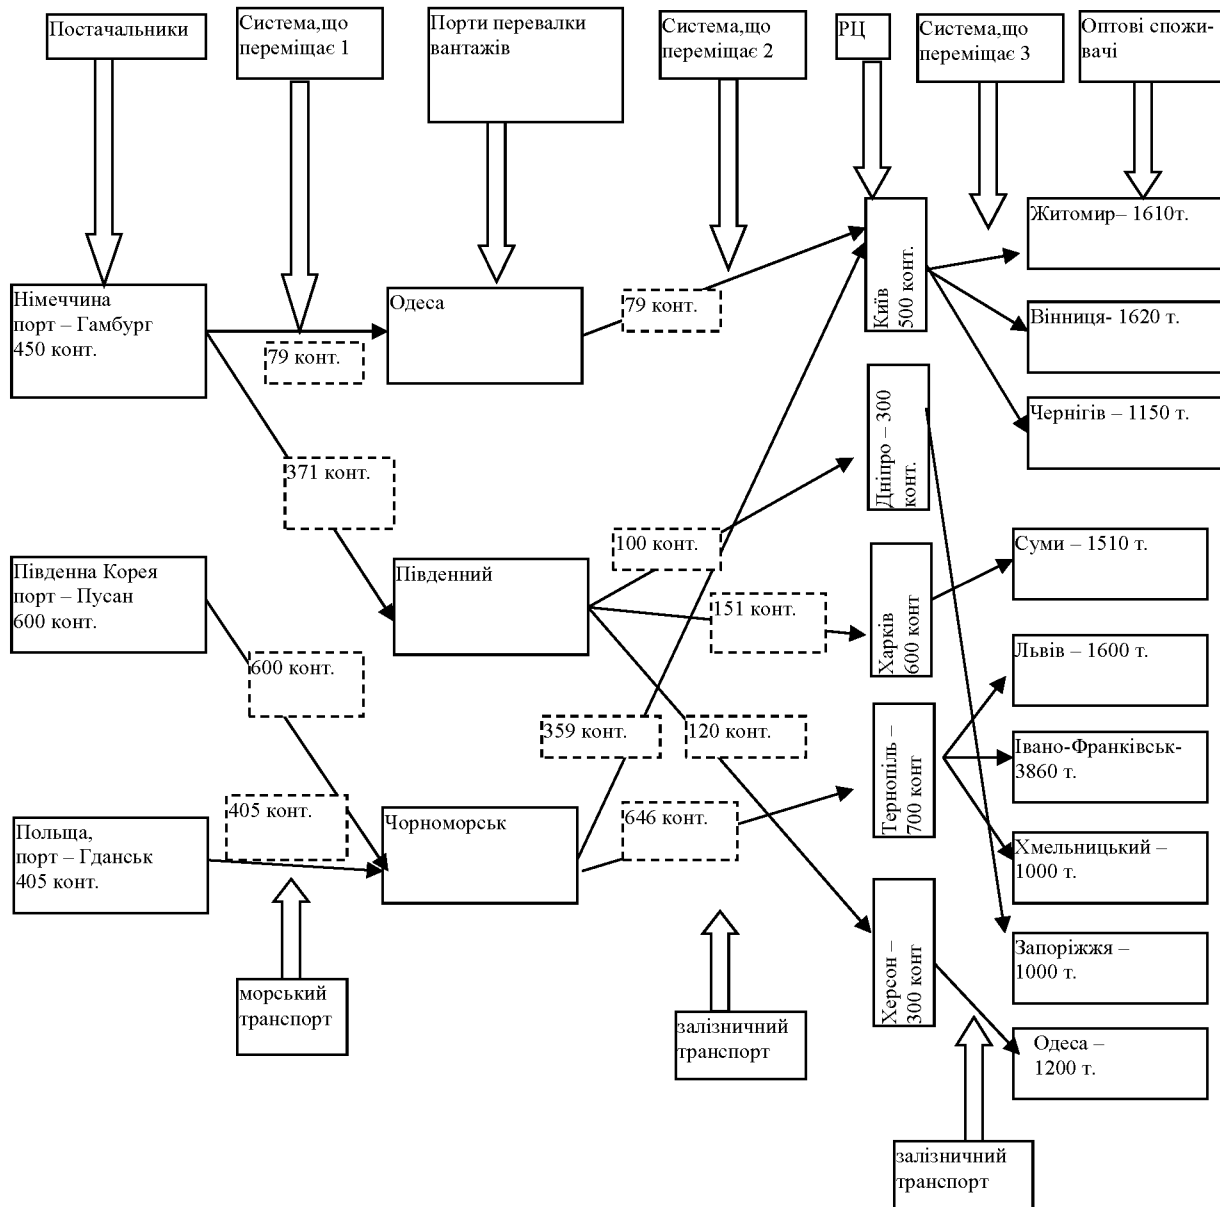 Постачальники
Система,що
переміщає 1
Порти перевалки
вантажів
Система,що
переміщає 2
РЦ
Система,що
переміщає 3
Оптові спожи-
вачі
Німеччина
порт – Гамбург
450 конт.
79 конт.
371 конт.
Південна Корея
порт – Пусан
600 конт.
600 конт.
Польща,
порт – Гданськ
405 конт.
405 конт.
морський
транспорт
Одеса
Південний
Чорноморськ
79 конт.
100 конт.
151 конт.
359 конт.
120 конт.
646 конт.
залізничний
транспорт
Київ
500 конт.
Дніпро – 300
конт.
Харків
600 конт
Тернопіль –
700 конт
Херсон –
300 конт
Житомир– 1610т.
Вінниця- 1620 т.
Чернігів – 1150 т.
Суми – 1510 т.
Львів – 1600 т.
Івано-Франківськ-
3860 т.
Хмельницький –
1000 т.
Запоріжжя –
1000 т.
Одеса –
1200 т.
залізничний
транспорт